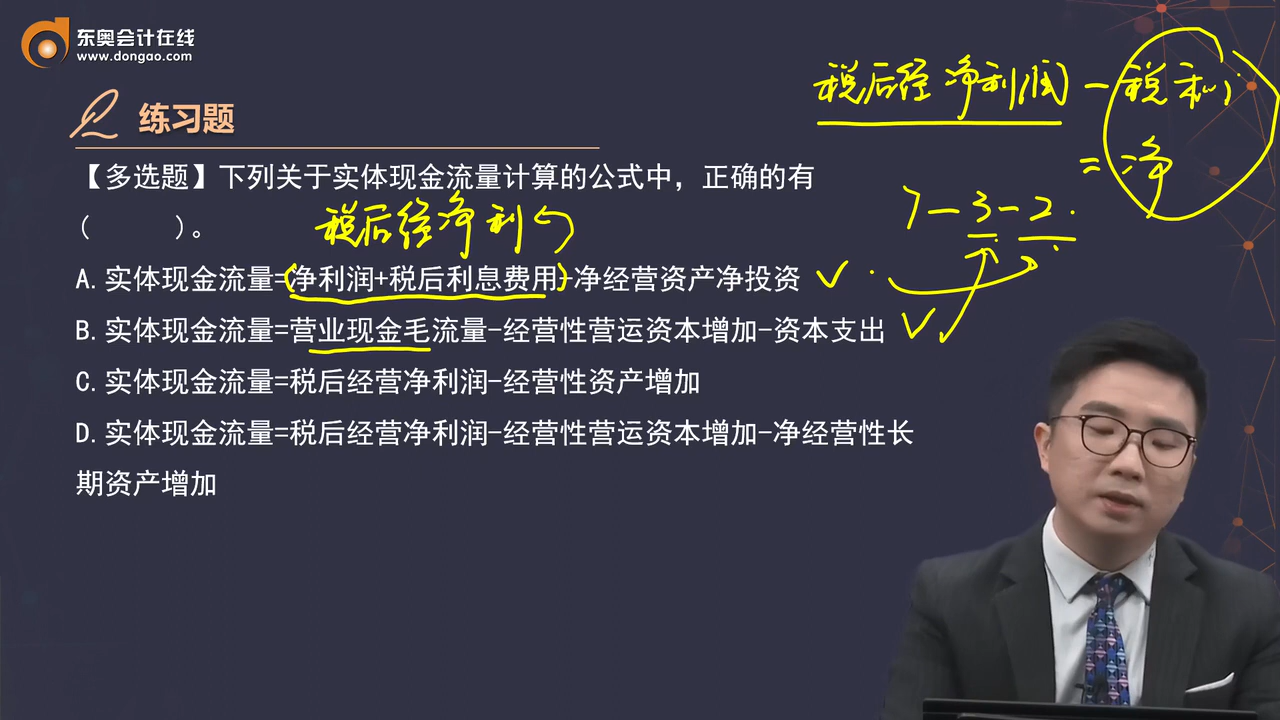 东奥会计在线
www.dongao.com
税后经净利润-税利
=净
练习题
【多选题】下列关于实体现金流量计算的公式中，正确的有
(    )。
税后经净利
7-3-2.
A.实体现金流量=(净利润+税后利息费用)-净经营资产净投资 √
B.实体现金流量=营业现金毛流量-经营性营运资本增加-资本支出 √
C.实体现金流量=税后经营净利润-经营性资产增加
D.实体现金流量=税后经营净利润-经营性营运资本增加-净经营性长
期资产增加